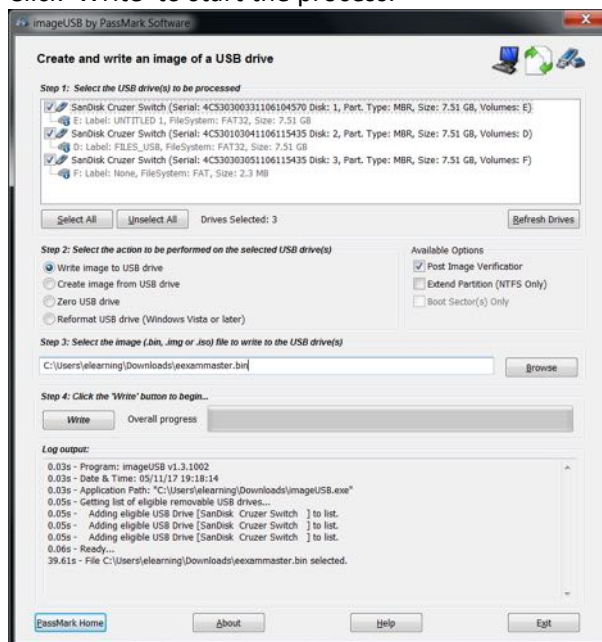 Click 'Write' to start the process.
imageUSB by PassMark Software
Create and write an image of a USB drive
Step 1: Select the USB drive(s) to be processed
SanDisk Cruzer Switch (Serial: 4C530300331106104570 Disk: 1, Part. Type: MBR, Size: 7.51 GB, Volumes: E)
E: Label: UNTITLED 1, FileSystem: FAT32, Size: 7.51 GB
SanDisk Cruzer Switch (Serial: 4C530103041106115435 Disk: 2, Part. Type: MBR, Size: 7.51 GB, Volumes: D)
D: Label: FILES_USB, FileSystem: FAT32, Size: 7.51 GB
SanDisk Cruzer Switch (Serial: 4C530303051106115435 Disk: 3, Part. Type: MBR, Size: 7.51 GB, Volumes: F)
F: Label: None, FileSystem: FAT, Size: 2.3 MB
Select All Unselect All Drives Selected: 3 Refresh Drives
Step 2: Select the action to be performed on the selected USB drive(s) Available Options
Write image to USB drive Post Image Verification
Create image from USB drive Extend Partition (NTFS Only)
Zero USB drive Boot Sector(s) Only
Reformat USB drive (Windows Vista or later)
Step 3: Select the image (.bin, .img or .iso) file to write to the USB drive(s)
C:\Users\elearning\Downloads\eexammaster.bin Browse
Step 4: Click the 'Write' button to begin...
Write Overall progress
Log output:
0.03s - Program: imageUSB v1.3.1002
0.03s - Date & Time: 05/11/17 19:18:14
0.03s - Application Path: "C:\Users\elearning\Downloads\imageUSB.exe"
0.05s - Getting list of eligible removable USB drives...
0.05s - Adding eligible USB Drive [SanDisk Cruzer Switch ] to list.
0.05s - Adding eligible USB Drive [SanDisk Cruzer Switch ] to list.
0.05s - Adding eligible USB Drive [SanDisk Cruzer Switch ] to list.
0.06s - Ready...
39.61s - File C:\Users\elearning\Downloads\eexammaster.bin selected.
PassMark Home About Help Exit